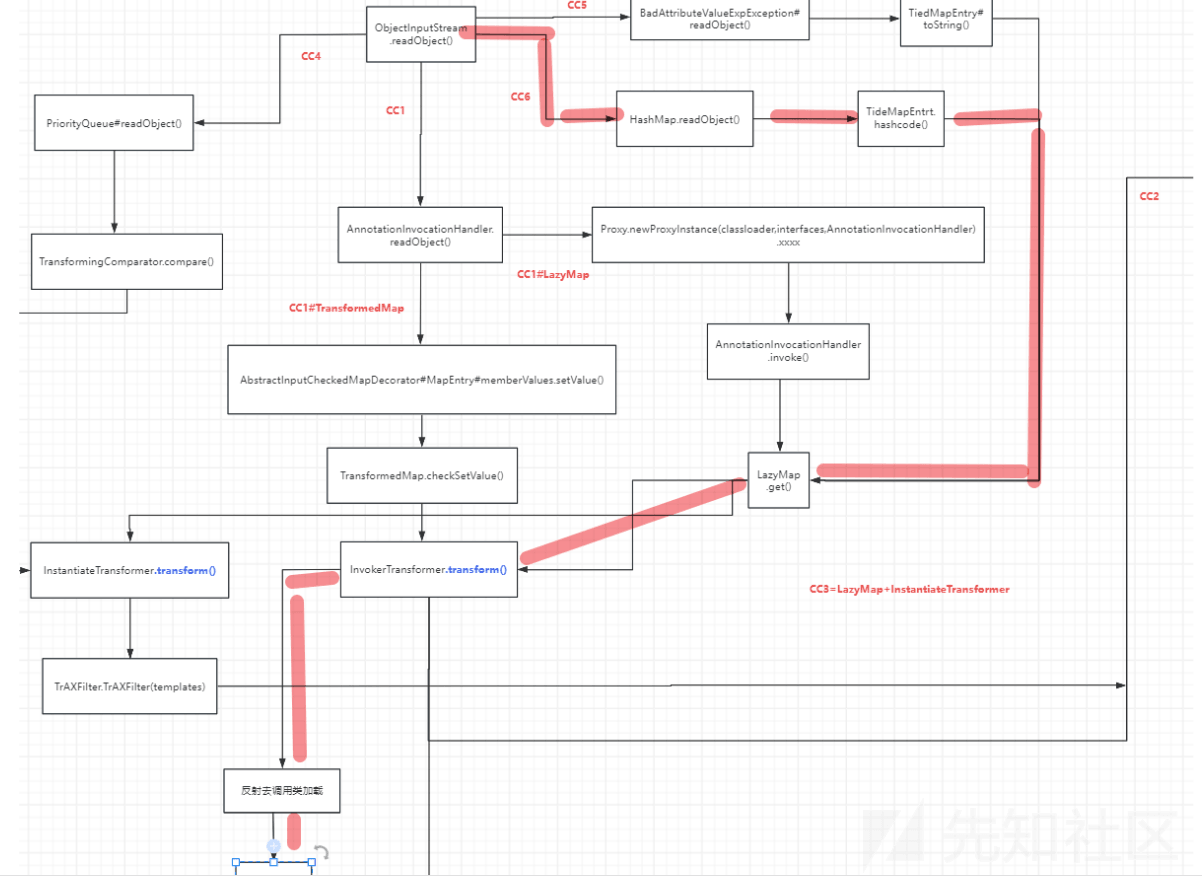 CC5
BadAttributeValueExpException#
readObject()
TiedMapEntry#
toString()
ObjectInputStream
.readObject()
CC4
CC6
CC1
PriorityQueue#readObject()
HashMap.readObject()
TideMapEntrt.
hashcode()
CC2
AnnotationInvocationHandler.
readObject()
Proxy.newProxyInstance(classloader,interfaces,AnnotationInvocationHandler)
.xxxx
TransformingComparator.compare()
CC1#LazyMap
CC1#TransformedMap
AnnotationInvocationHandler
.invoke()
AbstractInputCheckedMapDecorator#MapEntry#memberValues.setValue()
TransformedMap.checkSetValue()
LazyMap
.get()
InstantiateTransformer.transform()
InvokerTransformer.transform()
CC3=LazyMap+InstantiateTransformer
TrAXFilter.TrAXFilter(templates)
反射去调用类加载
先知社区